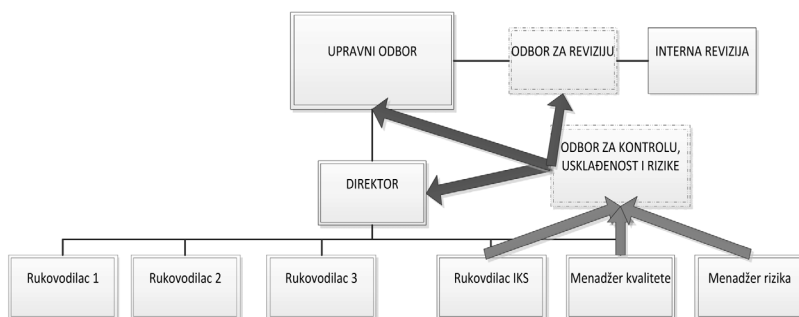 UPRAVNI ODBOR
ODBOR ZA REVIZIJU
INTERNA REVIZIJA
ODBOR ZA KONTROLU,
USKLAĐENOST I RIZIKE
DIREKTOR
Rukovodilac 1
Rukovodilac 2
Rukovodilac 3
Rukovdilac IKS
Menadžer kvalitete
Menadžer rizika